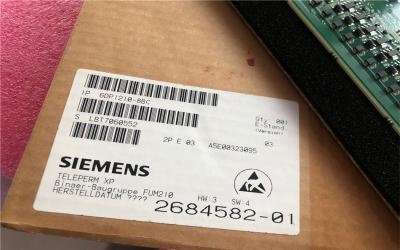 1P 6DP1210-8BC
Qty. 001
S LBT7060552
E-Stand
(Version)
2P E 03 A5E00323095 03
SIEMENS
TELEPERM XP
Binaer-Baugruppe FUM210
HERSTELLDATUM ????
HW:3 SW:4
2684582-01